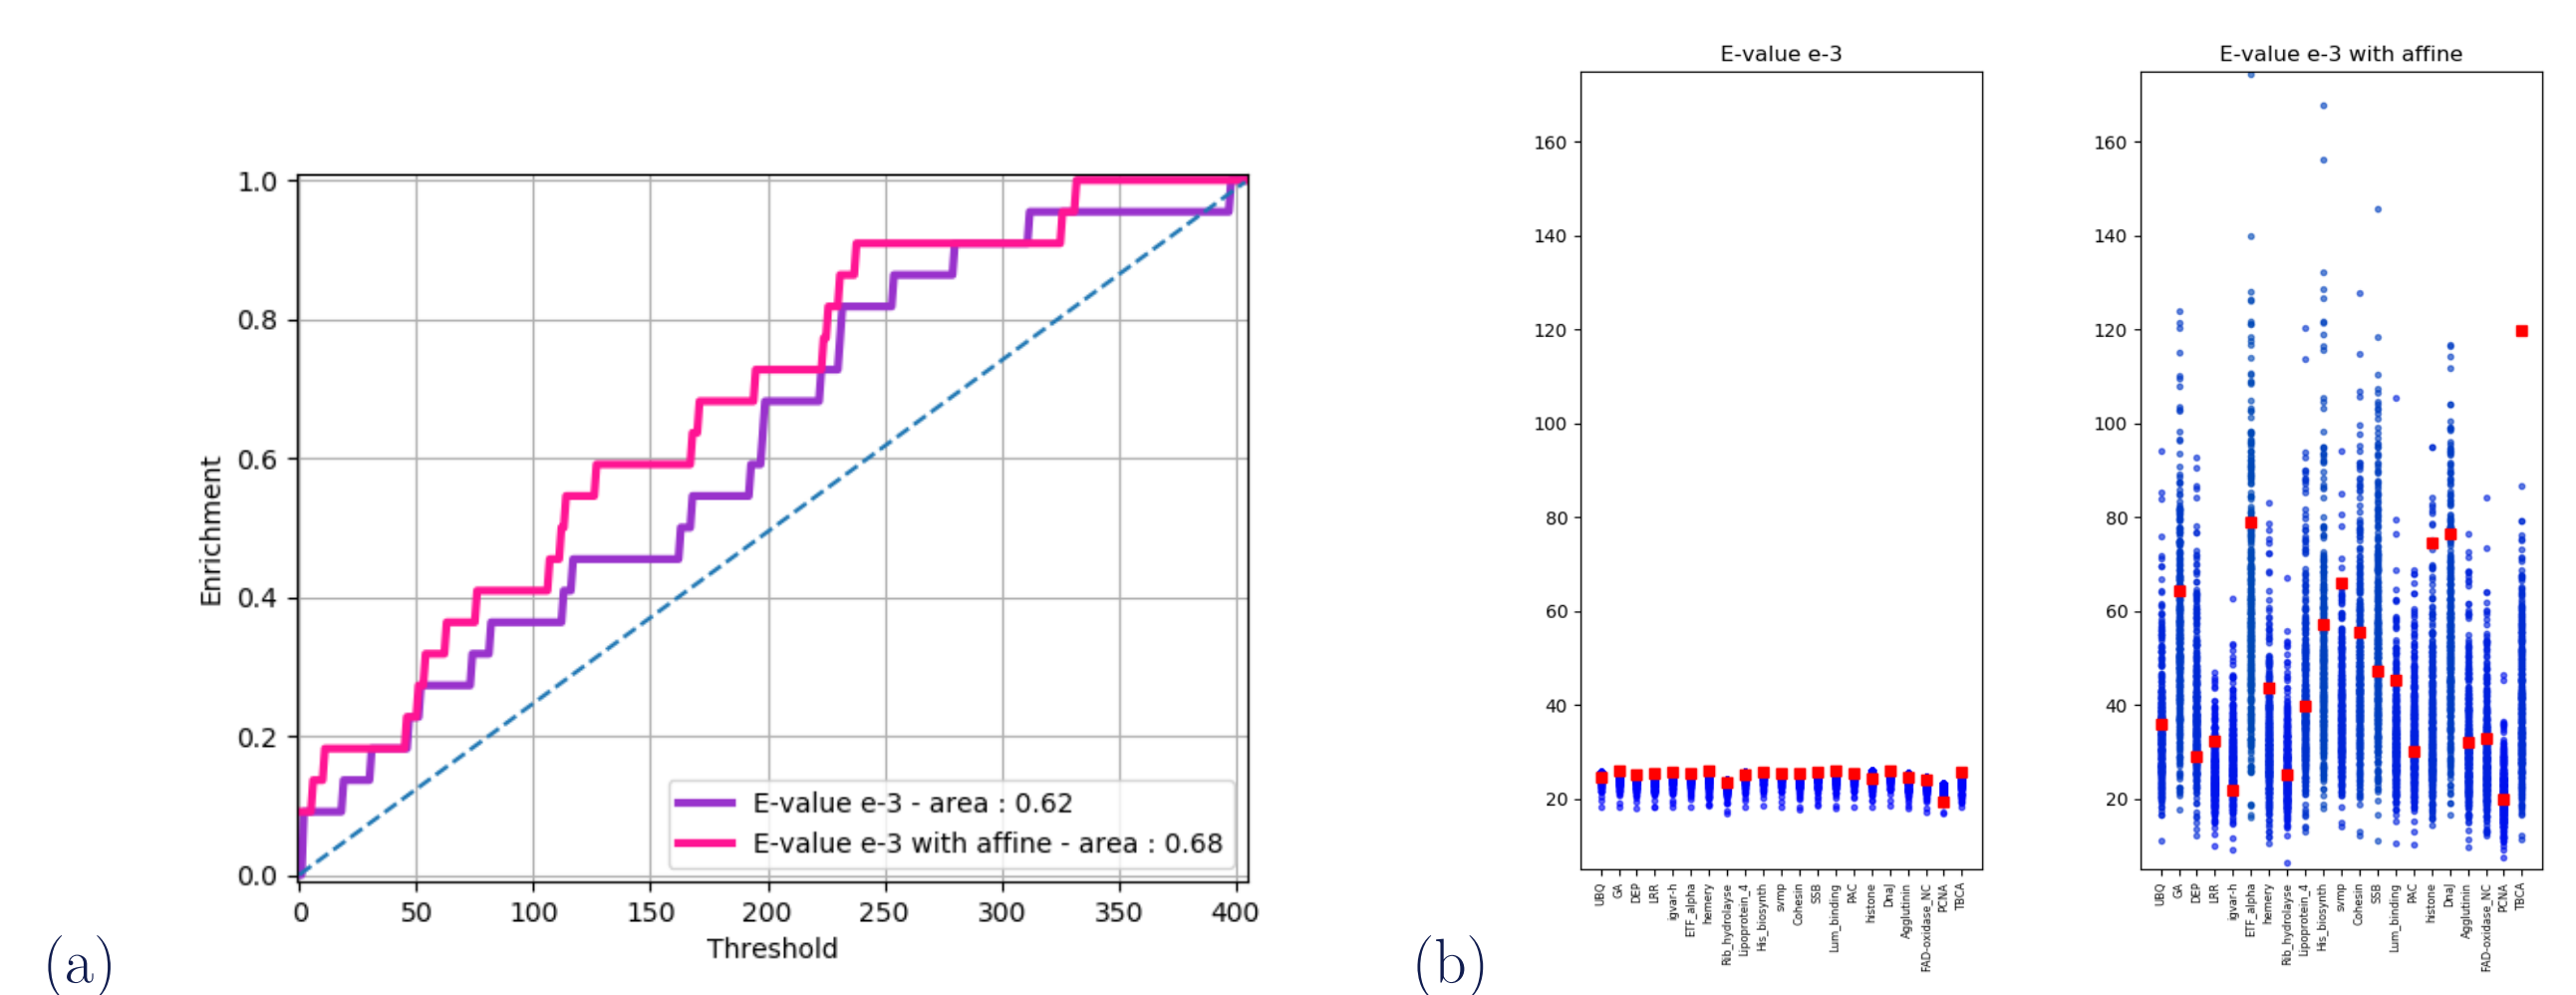 1.0
0.8
0.6
0.4
0.2
0.0
Enrichment
E-value e-3 - area : 0.62
E-value e-3 with affine - area : 0.68
0 50 100 150 200 250 300 350 400
Threshold
(a)
E-value e-3
160
140
120
100
80
60
40
20
UBQ
GA
DEP
LRR
igvar-h
ETF_alpha
hemery
Rib_hydrolayse
Lipoprotein_4
His_biosynth
svmp
Cohesin
SSB
Lum_binding
PAC
histone
DnaJ
Agglutinin
FAD-oxidase_NC
PCNA
TBCA
(b)
E-value e-3 with affine
160
140
120
100
80
60
40
20
UBQ
GA
DEP
LRR
igvar-h
ETF_alpha
hemery
Rib_hydrolayse
Lipoprotein_4
His_biosynth
svmp
Cohesin
SSB
Lum_binding
PAC
histone
DnaJ
Agglutinin
FAD-oxidase_NC
PCNA
TBCA